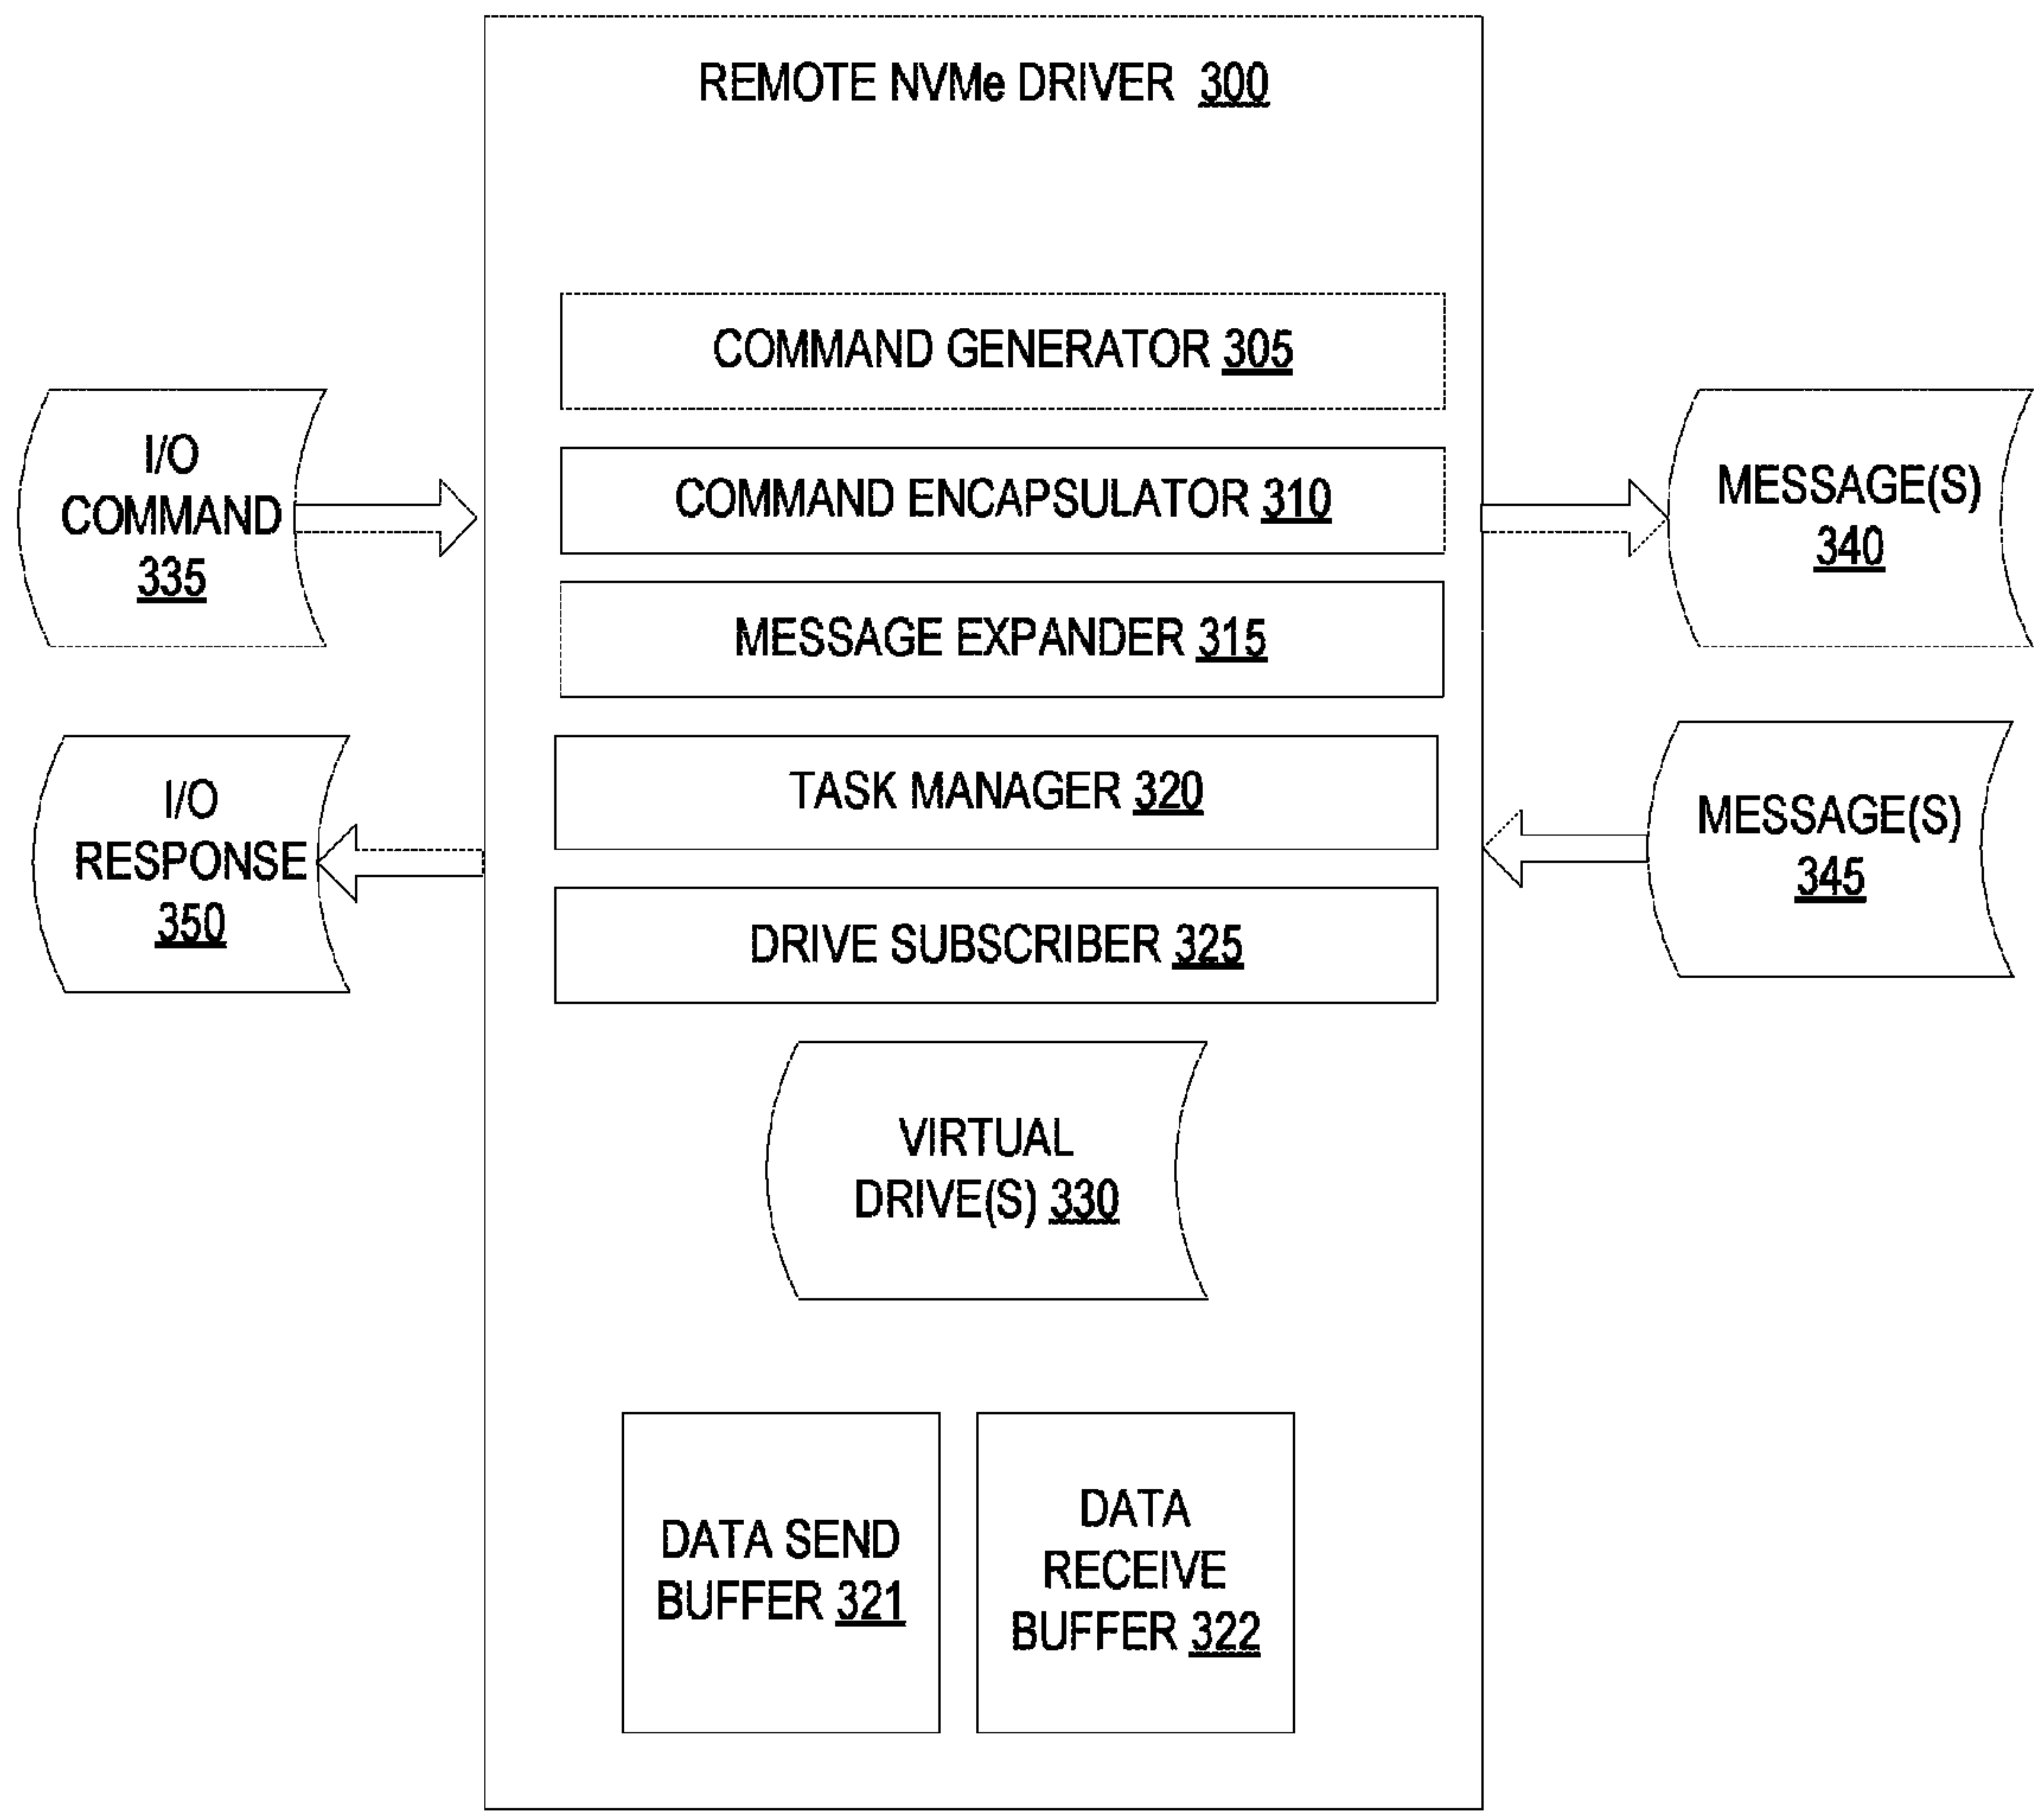 REMOTE NVMe DRIVER 300
COMMAND GENERATOR 305
COMMAND ENCAPSULATOR 310
MESSAGE EXPANDER 315
TASK MANAGER 320
DRIVE SUBSCRIBER 325
VIRTUAL
DRIVE(S) 330
DATA SEND
BUFFER 321
DATA
RECEIVE
BUFFER 322
I/O
COMMAND
335
I/O
RESPONSE
350
MESSAGE(S)
340
MESSAGE(S)
345